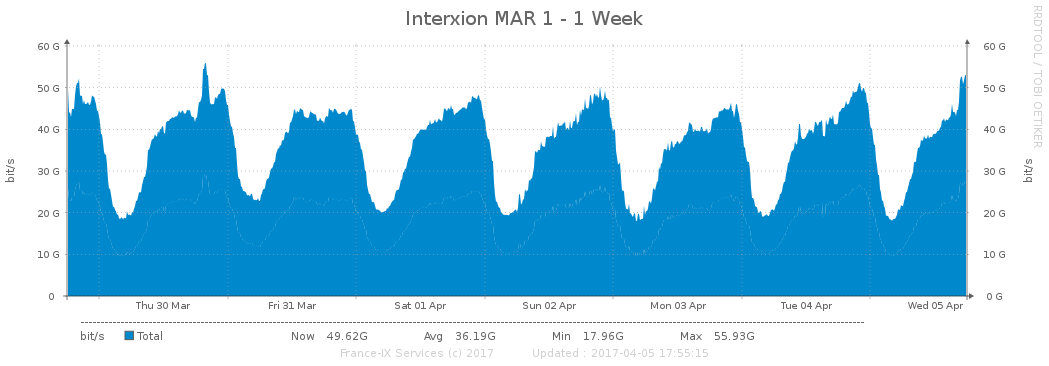 Interxion MAR 1 - 1 Week
RRDTOOL / TOBI OETIKER
60 G 60 G
50 G 50 G
40 G 40 G
30 G 30 G
20 G 20 G
10 G 10 G
0 0 G
bit/s
bit/s
Thu 30 Mar Fri 31 Mar Sat 01 Apr Sun 02 Apr Mon 03 Apr Tue 04 Apr Wed 05 Apr
bit/s Total Now 49.62G Avg 36.19G Min 17.96G Max 55.93G
France-IX Services (c) 2017 Updated : 2017-04-05 17:55:15